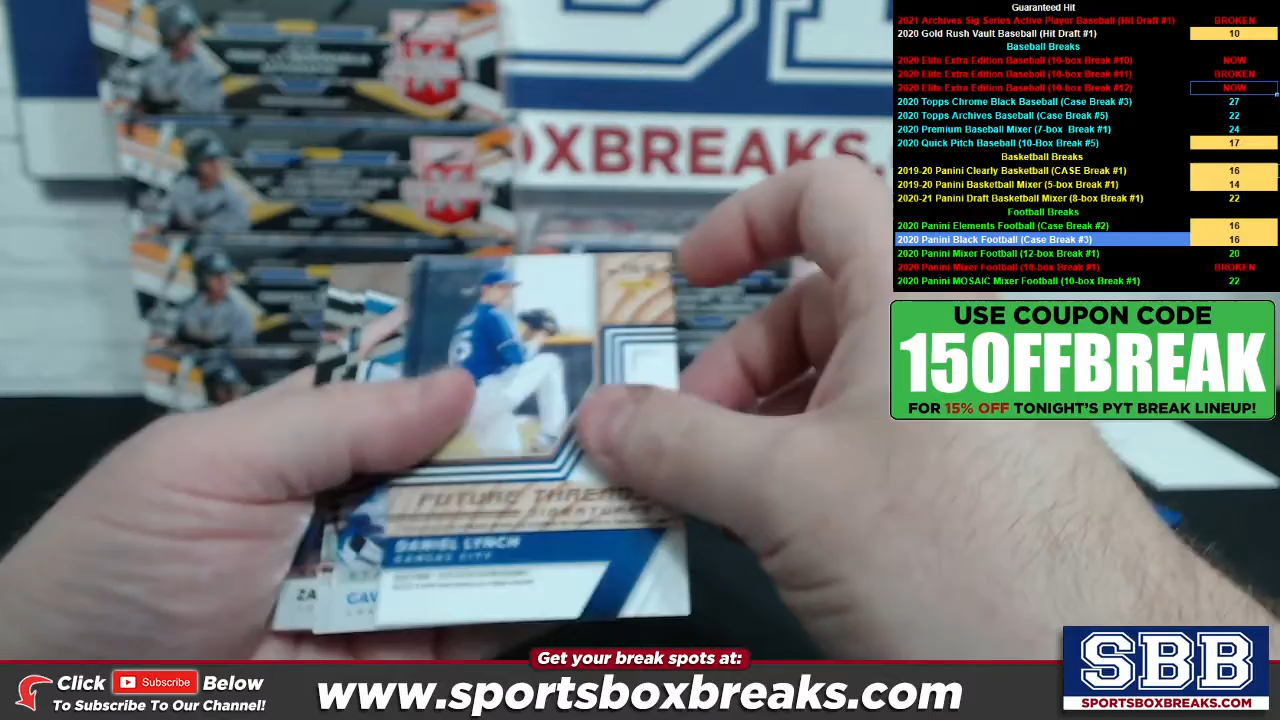 Guaranteed Hit
2021 Archives Sig Series Active Player Baseball (Hit Draft #1) BROKEN
2020 Gold Rush Vault Baseball (Hit Draft #1) 10
Baseball Breaks
2020 Elite Extra Edition Baseball (10-box Break #10) NOW
2020 Elite Extra Edition Baseball (10-box Break #11) BROKEN
2020 Elite Extra Edition Baseball (10-box Break #12) NOW
2020 Topps Chrome Black Baseball (Case Break #3) 27
2020 Topps Archives Baseball (Case Break #5) 22
2020 Premium Baseball Mixer (7-box Break #1) 24
2020 Quick Pitch Baseball (10-Box Break #5) 17
Basketball Breaks
2019-20 Panini Clearly Basketball (CASE Break #1) 16
2019-20 Panini Basketball Mixer (5-box Break #1) 14
2020-21 Panini Draft Basketball Mixer (8-box Break #1) 22
Football Breaks
2020 Panini Elements Football (Case Break #2) 16
2020 Panini Black Football (Case Break #3) 16
2020 Panini Mixer Football (12-box Break #1) 20
2020 Panini Mixer Football (10-box Break #1) BROKEN
2020 Panini MOSAIC Mixer Football (10-box Break #1) 22
XBREAKS.
USE COUPON CODE
15OFFBREAK
FOR 15% OFF TONIGHT'S PYT BREAK LINEUP!
FUTURE THREADS
SIGNATURES
DANIEL LYNCH
KANSAS CITY
ZA
GAV
Get your break spots at:
Click Subscribe Below
To Subscribe To Our Channel!
www.sportsboxbreaks.com
SBB
SPORTSBOXBREAKS.COM